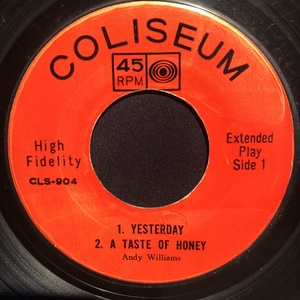 COLISEUM
45
RPM
High
Fidelity
CLS-904
Extended
Play
Side 1
1. YESTERDAY
2. A TASTE OF HONEY
Andy Williams